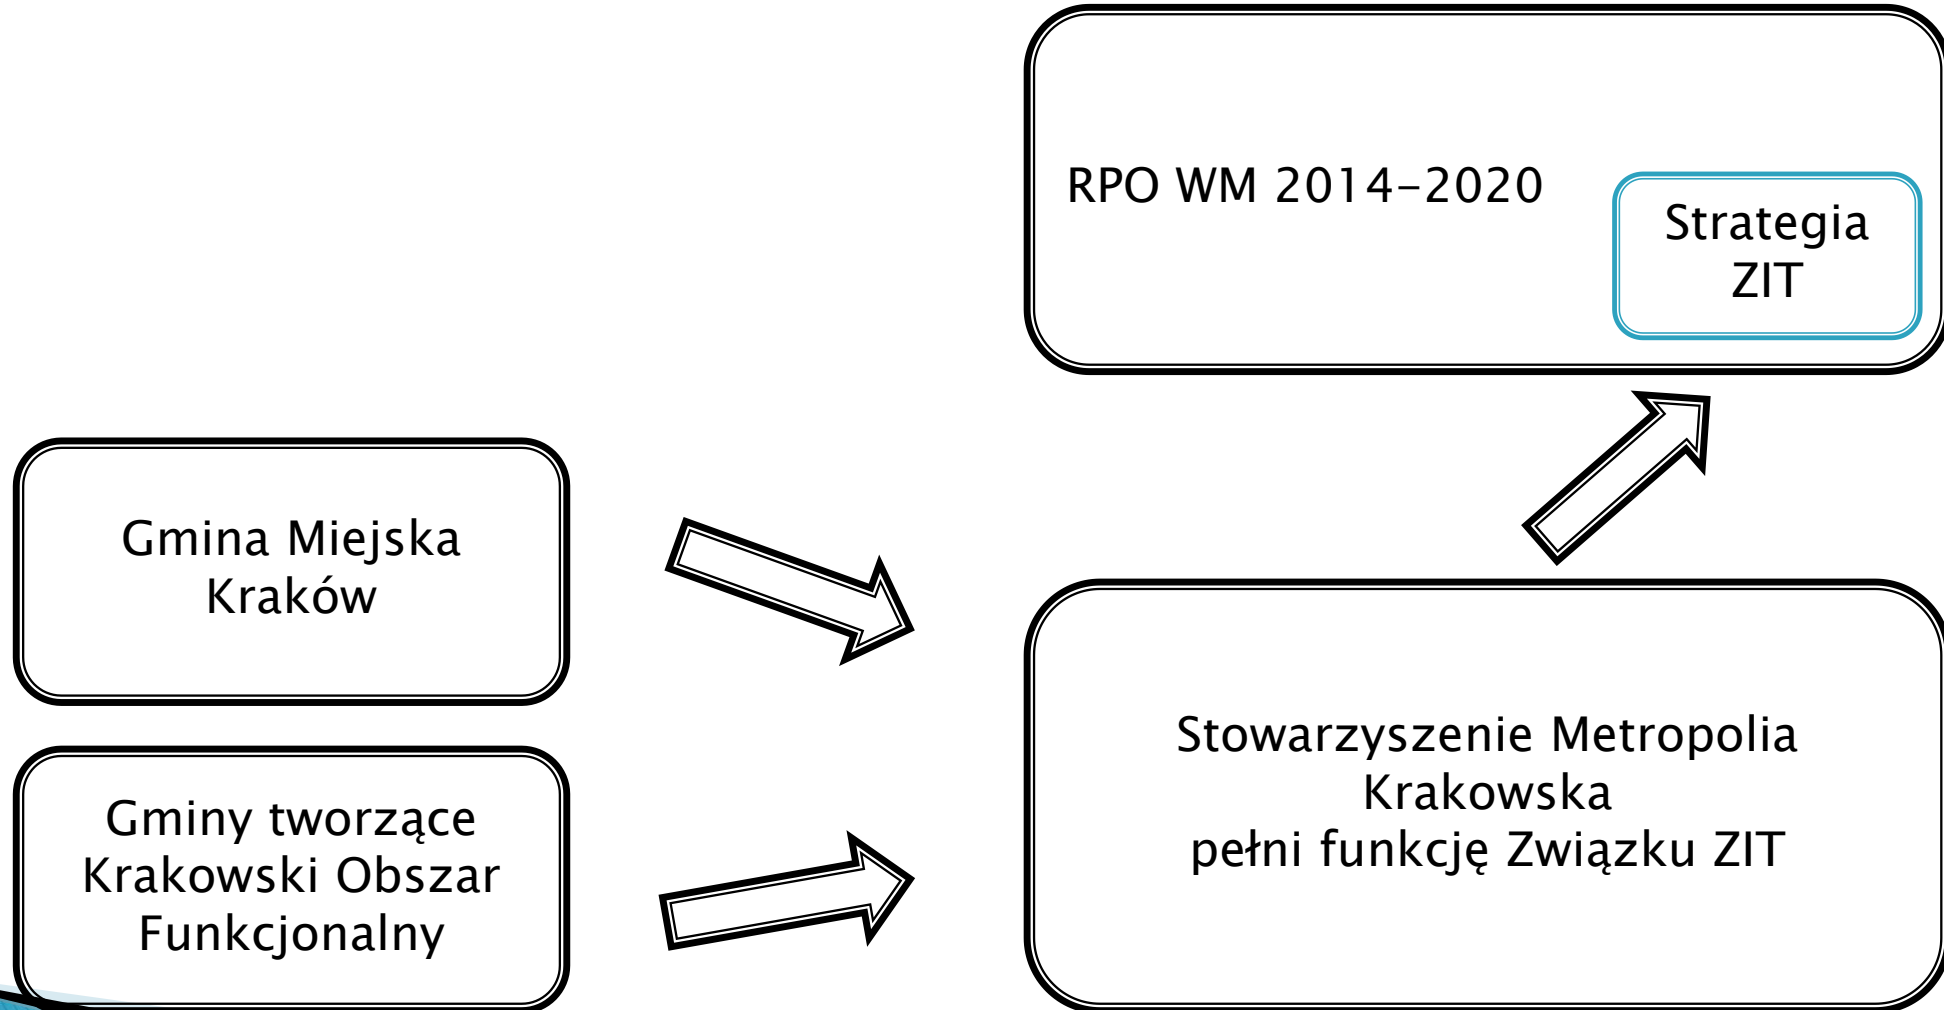 RPO WM 2014-2020
Strategia
ZIT
Gmina Miejska
Kraków
Gminy tworzące
Krakowski Obszar
Funkcjonalny
Stowarzyszenie Metropolia
Krakowska
pełni funkcję Związku ZIT